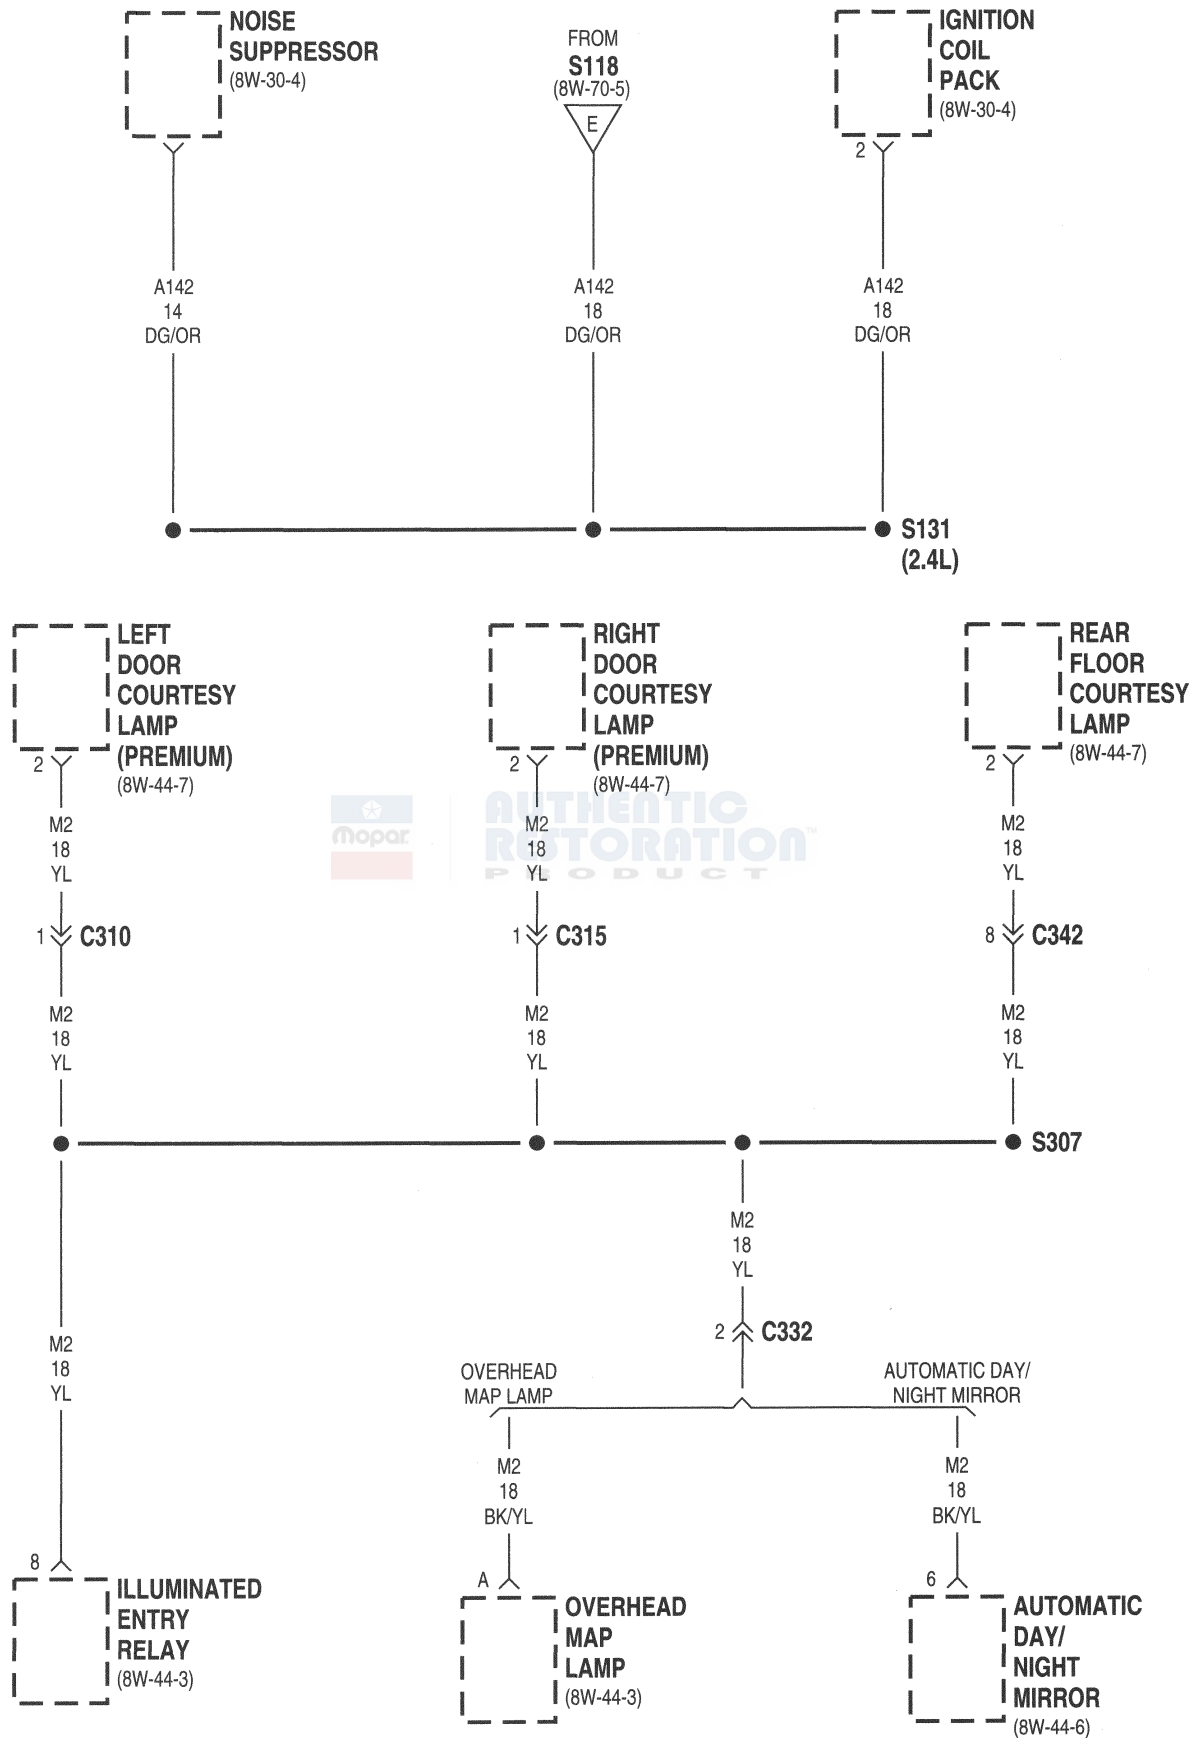 NOISE
SUPPRESSOR
(8W-30-4)
FROM
S118
(8W-70-5)
E
IGNITION
COIL
PACK
(8W-30-4)
2
A142
14
DG/OR
A142
18
DG/OR
A142
18
DG/OR
S131
(2.4L)
LEFT
DOOR
COURTESY
LAMP
(PREMIUM)
(8W-44-7)
2
RIGHT
DOOR
COURTESY
LAMP
(PREMIUM)
(8W-44-7)
2
REAR
FLOOR
COURTESY
LAMP
(8W-44-7)
2
Mopar
AUTHENTIC
RESTORATION™
PRODUCT
M2
18
YL
M2
18
YL
M2
18
YL
1 C310
1 C315
8 C342
M2
18
YL
M2
18
YL
M2
18
YL
S307
M2
18
YL
2 C332
M2
18
YL
OVERHEAD
MAP LAMP
AUTOMATIC DAY/
NIGHT MIRROR
M2
18
BK/YL
M2
18
BK/YL
8
ILLUMINATED
ENTRY
RELAY
(8W-44-3)
A
OVERHEAD
MAP
LAMP
(8W-44-3)
6
AUTOMATIC
DAY/
NIGHT
MIRROR
(8W-44-6)